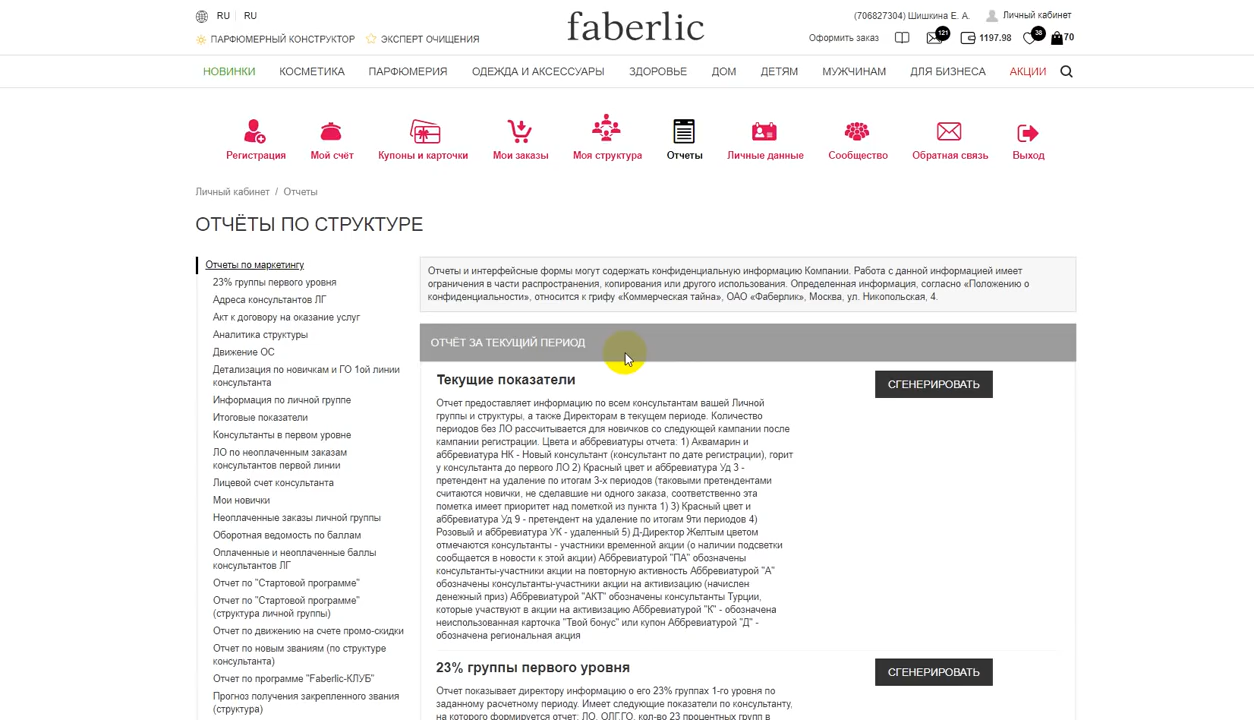 RU RU
faberlic
(706827304) Шишкина Е. А. Личный кабинет
ПАРФЮМЕРНЫЙ КОНСТРУКТОР ЭКСПЕРТ ОЧИЩЕНИЯ
Оформить заказ 121 1197.98 38 70
НОВИНКИ КОСМЕТИКА ПАРФЮМЕРИЯ ОДЕЖДА И АКСЕССУАРЫ ЗДОРОВЬЕ ДОМ ДЕТЯМ МУЖЧИНАМ ДЛЯ БИЗНЕСА АКЦИИ
Регистрация Мой счёт Купоны и карточки Мои заказы Моя структура Отчеты Личные данные Сообщество Обратная связь Выход
Личный кабинет / Отчеты
ОТЧЁТЫ ПО СТРУКТУРЕ
Отчеты по маркетингу
23% группы первого уровня
Адреса консультантов ЛГ
Акт к договору на оказание услуг
Аналитика структуры
Движение ОС
Детализация по новичкам и ГО 1ой линии
консультанта
Информация по личной группе
Итоговые показатели
Консультанты в первом уровне
ЛО по неоплаченным заказам
консультантов первой линии
Лицевой счет консультанта
Мои новички
Неоплаченные заказы личной группы
Оборотная ведомость по баллам
Оплаченные и неоплаченные баллы
консультантов ЛГ
Отчет по "Стартовой программе"
Отчет по "Стартовой программе"
(структура личной группы)
Отчет по движению на счете промо-скидки
Отчет по новым званиям (по структуре
консультанта)
Отчет по программе "Faberlic-КЛУБ"
Прогноз получения закрепленного звания
(структура)
Отчеты и интерфейсные формы могут содержать конфиденциальную информацию Компании. Работа с данной информацией имеет
ограничения в части распространения, копирования или другого использования. Определенная информация, согласно «Положению о
конфиденциальности», относится к грифу «Коммерческая тайна», ОАО «Фаберлик», Москва, ул. Никопольская, 4.
ОТЧЁТ ЗА ТЕКУЩИЙ ПЕРИОД
Текущие показатели
СГЕНЕРИРОВАТЬ
Отчет предоставляет информацию по всем консультантам вашей Личной
группы и структуры, а также Директорам в текущем периоде. Количество
периодов без ЛО рассчитывается для новичков со следующей кампании после
кампании регистрации. Цвета и аббревиатуры отчета: 1) Аквамарин и
аббревиатура НК - Новый консультант (консультант по дате регистрации), горит
у консультанта до первого ЛО 2) Красный цвет и аббревиатура Уд 3 -
претендент на удаление по итогам 3-х периодов (таковыми претендентами
считаются новички, не сделавшие ни одного заказа, соответственно эта
пометка имеет приоритет над пометкой из пункта 1) 3) Красный цвет и
аббревиатура Уд 9 - претендент на удаление по итогам 9ти периодов 4)
Розовый и аббревиатура УК - удаленный 5) Д-Директор Желтым цветом
отмечаются консультанты - участники временной акции (о наличии подсветки
сообщается в новости к этой акции) Аббревиатурой "ПА" обозначены
консультанты-участники акции на повторную активность Аббревиатурой "А"
обозначены консультанты-участники акции на активизацию (начислен
денежный приз) Аббревиатурой "АКТ" обозначены консультанты Турции,
которые участвуют в акции на активизацию Аббревиатурой "К" - обозначена
неиспользованная карточка "Твой бонус" или купон Аббревиатурой "Д" -
обозначена региональная акция
23% группы первого уровня
СГЕНЕРИРОВАТЬ
Отчет показывает директору информацию о его 23% группах 1-го уровня по
заданному расчетному периоду. Имеет следующие показатели по консультанту,
на которого формируется отчет: ЛО, ОЛГ,ГО, кол-во 23 процентных групп в